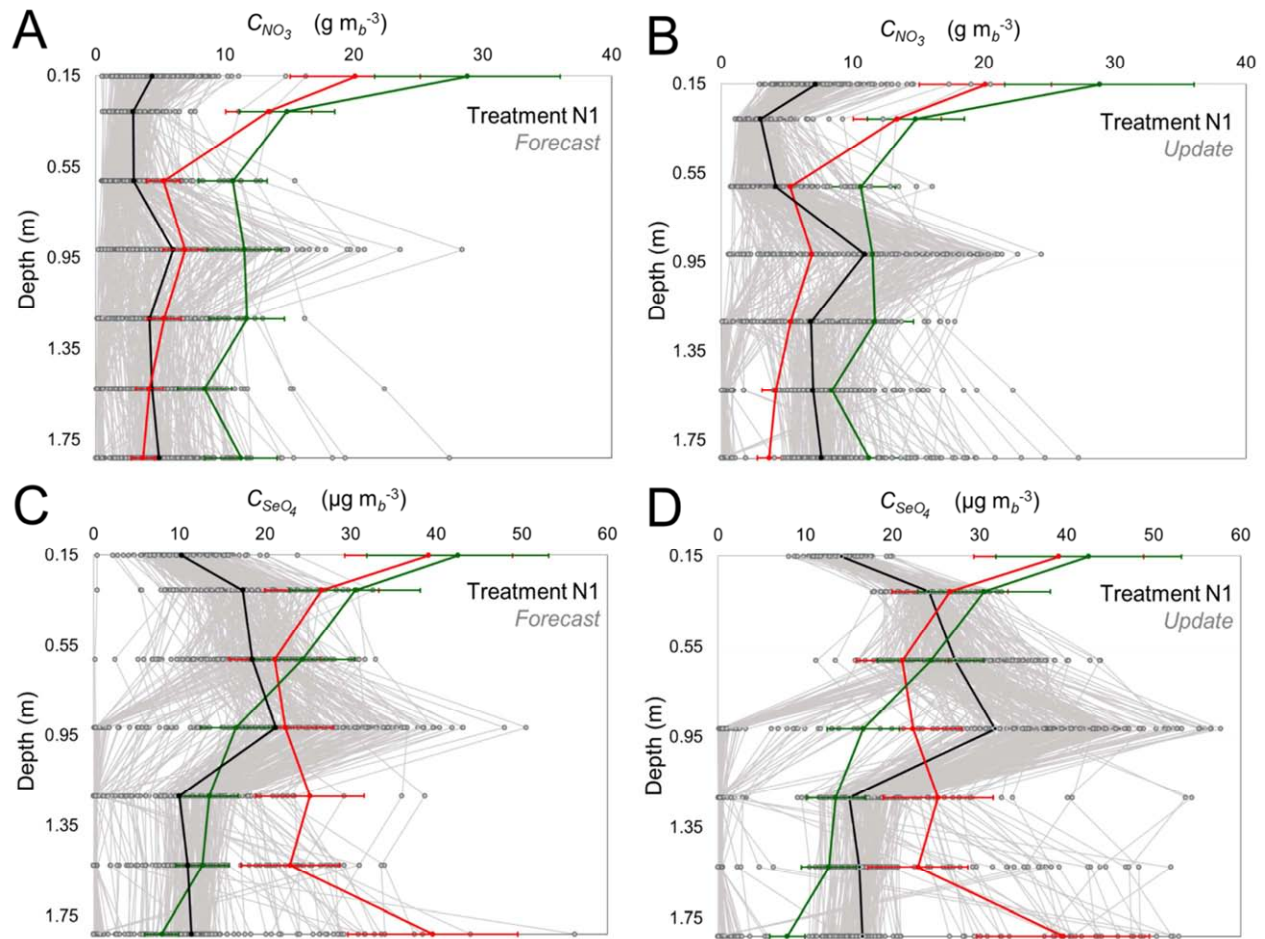 A
C_NO3 (g m_b^-3)
0 10 20 30 40
0.15
0.55
0.95
1.35
1.75
Depth (m)
Treatment N1
Forecast
B
C_NO3 (g m_b^-3)
0 10 20 30 40
0.15
0.55
0.95
1.35
1.75
Depth (m)
Treatment N1
Update
C
C_SeO4 (µg m_b^-3)
0 10 20 30 40 50 60
0.15
0.55
0.95
1.35
1.75
Depth (m)
Treatment N1
Forecast
D
C_SeO4 (µg m_b^-3)
0 10 20 30 40 50 60
0.15
0.55
0.95
1.35
1.75
Depth (m)
Treatment N1
Update